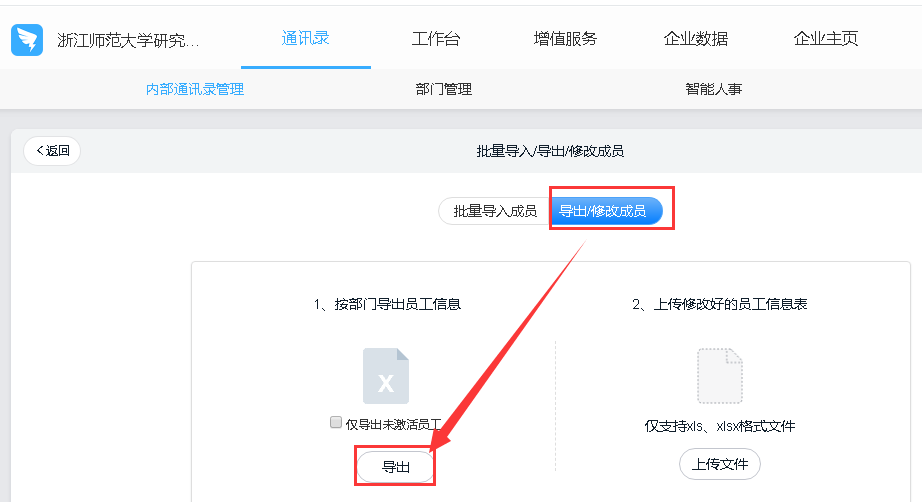 浙江师范大学研究...
通讯录
工作台
增值服务
企业数据
企业主页
内部通讯录管理
部门管理
智能人事
返回
批量导入/导出/修改成员
批量导入成员
导出/修改成员
1、按部门导出员工信息
2、上传修改好的员工信息表
X
仅导出未激活员工
仅支持xls、xlsx格式文件
导出
上传文件